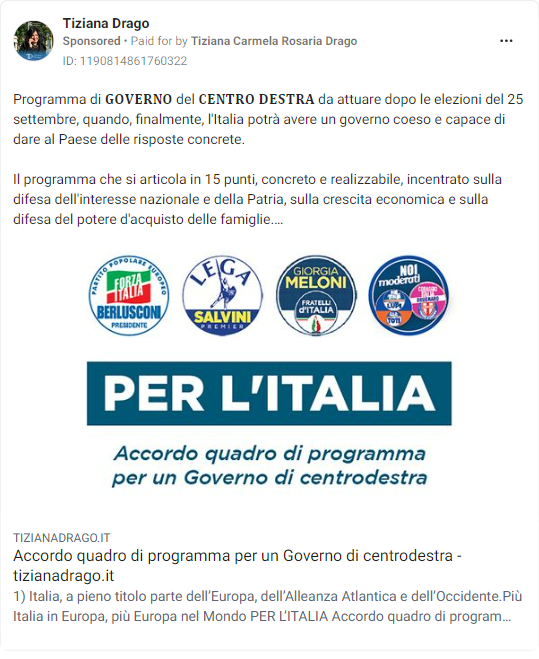 Tiziana Drago
Sponsored • Paid for by Tiziana Carmela Rosaria Drago
ID: 1190814861760322
Programma di GOVERNO del CENTRO DESTRA da attuare dopo le elezioni del 25
settembre, quando, finalmente, l'Italia potrà avere un governo coeso e capace di
dare al Paese delle risposte concrete.
Il programma che si articola in 15 punti, concreto e realizzabile, incentrato sulla
difesa dell'interesse nazionale e della Patria, sulla crescita economica e sulla
difesa del potere d'acquisto delle famiglie....
PARTITO POPOLARE EUROPEO
FORZA
ITALIA
BERLUSCONI
PRESIDENTE
LEGA
SALVINI
PREMIER
GIORGIA
MELONI
FRATELLI
d'ITALIA
NOI
moderati
PER L'ITALIA
Accordo quadro di programma
per un Governo di centrodestra
TIZIANADRAGO.IT
Accordo quadro di programma per un Governo di centrodestra -
tizianadrago.it
1) Italia, a pieno titolo parte dell’Europa, dell’Alleanza Atlantica e dell’Occidente.Più
Italia in Europa, più Europa nel Mondo PER L’ITALIA Accordo quadro di program...